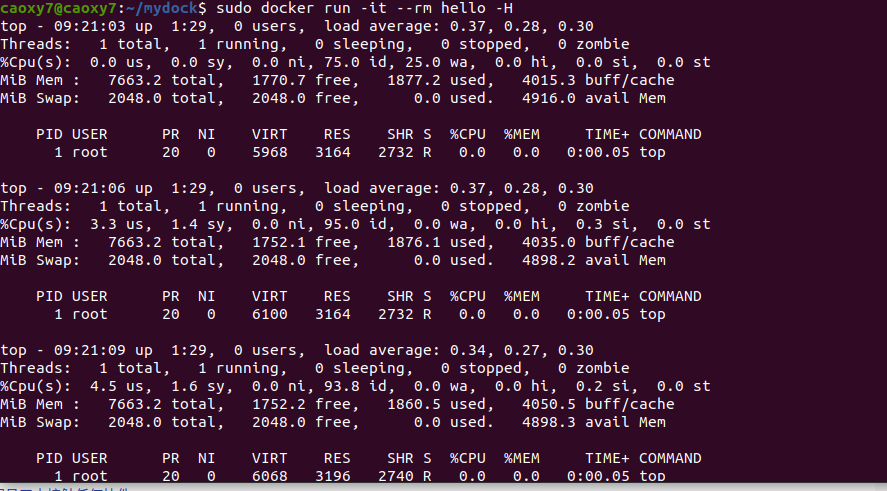 caoxy7@caoxy7:~/mydock$ sudo docker run -it --rm hello -H
top - 09:21:03 up  1:29,  0 users,  load average: 0.37, 0.28, 0.30
Threads:   1 total,   1 running,   0 sleeping,   0 stopped,   0 zombie
%Cpu(s):  0.0 us,  0.0 sy,  0.0 ni, 75.0 id, 25.0 wa,  0.0 hi,  0.0 si,  0.0 st
MiB Mem :   7663.2 total,   1770.7 free,   1877.2 used,   4015.3 buff/cache
MiB Swap:   2048.0 total,   2048.0 free,      0.0 used.   4916.0 avail Mem
    PID USER      PR  NI    VIRT    RES    SHR S  %CPU  %MEM     TIME+ COMMAND
      1 root      20   0    5968   3164   2732 R   0.0   0.0   0:00.05 top
top - 09:21:06 up  1:29,  0 users,  load average: 0.37, 0.28, 0.30
Threads:   1 total,   1 running,   0 sleeping,   0 stopped,   0 zombie
%Cpu(s):  3.3 us,  1.4 sy,  0.0 ni, 95.0 id,  0.0 wa,  0.0 hi,  0.3 si,  0.0 st
MiB Mem :   7663.2 total,   1752.1 free,   1876.1 used,   4035.0 buff/cache
MiB Swap:   2048.0 total,   2048.0 free,      0.0 used.   4898.2 avail Mem
    PID USER      PR  NI    VIRT    RES    SHR S  %CPU  %MEM     TIME+ COMMAND
      1 root      20   0    6100   3164   2732 R   0.0   0.0   0:00.05 top
top - 09:21:09 up  1:29,  0 users,  load average: 0.34, 0.27, 0.30
Threads:   1 total,   1 running,   0 sleeping,   0 stopped,   0 zombie
%Cpu(s):  4.5 us,  1.6 sy,  0.0 ni, 93.8 id,  0.0 wa,  0.0 hi,  0.2 si,  0.0 st
MiB Mem :   7663.2 total,   1752.2 free,   1860.5 used,   4050.5 buff/cache
MiB Swap:   2048.0 total,   2048.0 free,      0.0 used.   4898.3 avail Mem
    PID USER      PR  NI    VIRT    RES    SHR S  %CPU  %MEM     TIME+ COMMAND
      1 root      20   0    6068   3196   2740 R   0.0   0.0   0:00.05 top